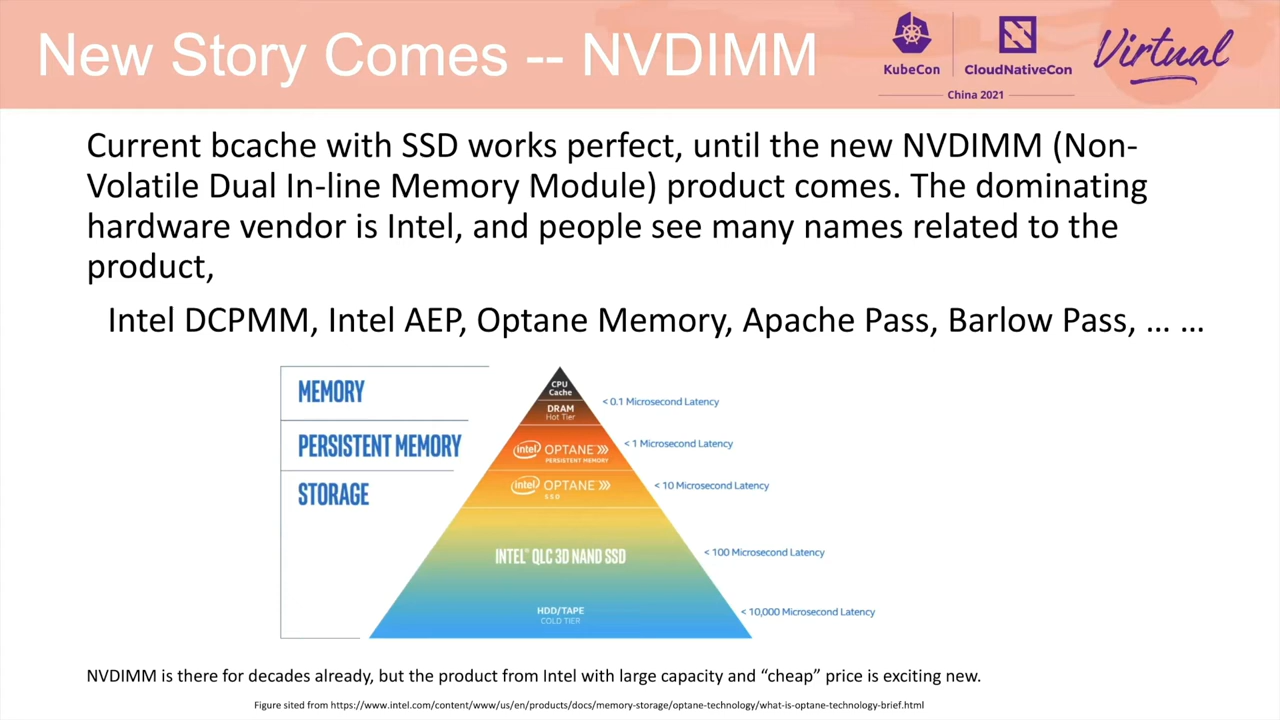 New Story Comes -- NVDIMM
KubeCon
CloudNativeCon
China 2021
Virtual
Current bcache with SSD works perfect, until the new NVDIMM (Non-
Volatile Dual In-line Memory Module) product comes. The dominating
hardware vendor is Intel, and people see many names related to the
product,
Intel DCPMM, Intel AEP, Optane Memory, Apache Pass, Barlow Pass, … …
MEMORY
PERSISTENT MEMORY
STORAGE
CPU
Cache
DRAM
Hot Tier
intel OPTANE
PERSISTENT MEMORY
intel OPTANE
SSD
INTEL® QLC 3D NAND SSD
HDD/TAPE
COLD TIER
< 0.1 Microsecond Latency
< 1 Microsecond Latency
< 10 Microsecond Latency
< 100 Microsecond Latency
< 10,000 Microsecond Latency
NVDIMM is there for decades already, but the product from Intel with large capacity and “cheap” price is exciting new.
Figure sited from https://www.intel.com/content/www/us/en/products/docs/memory-storage/optane-technology/what-is-optane-technology-brief.html